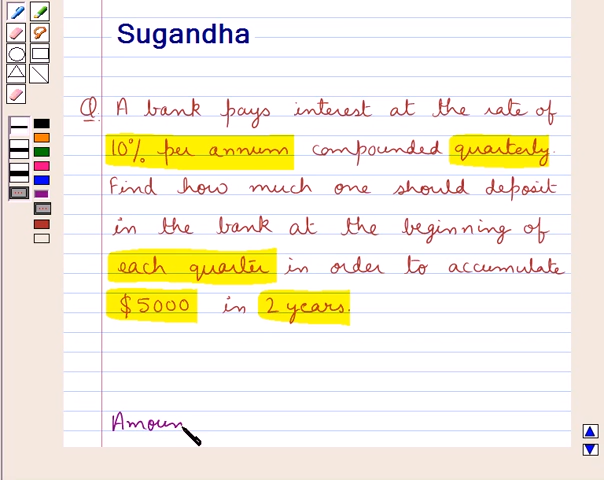 Sugandha
Q. A bank pays interest at the rate of
10% per annum compounded quarterly.
Find how much one should deposit
in the bank at the beginning of
each quarter in order to accumulate
$5000 in 2 years.
Amoun